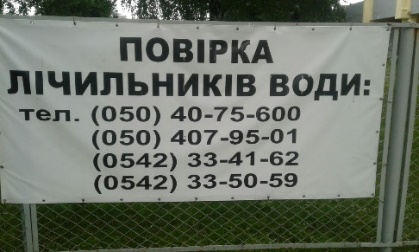 ПОВІРКА
ЛІЧИЛЬНИКІВ ВОДИ:
тел. (050) 40-75-600
(050) 407-95-01
(0542) 33-41-62
(0542) 33-50-59